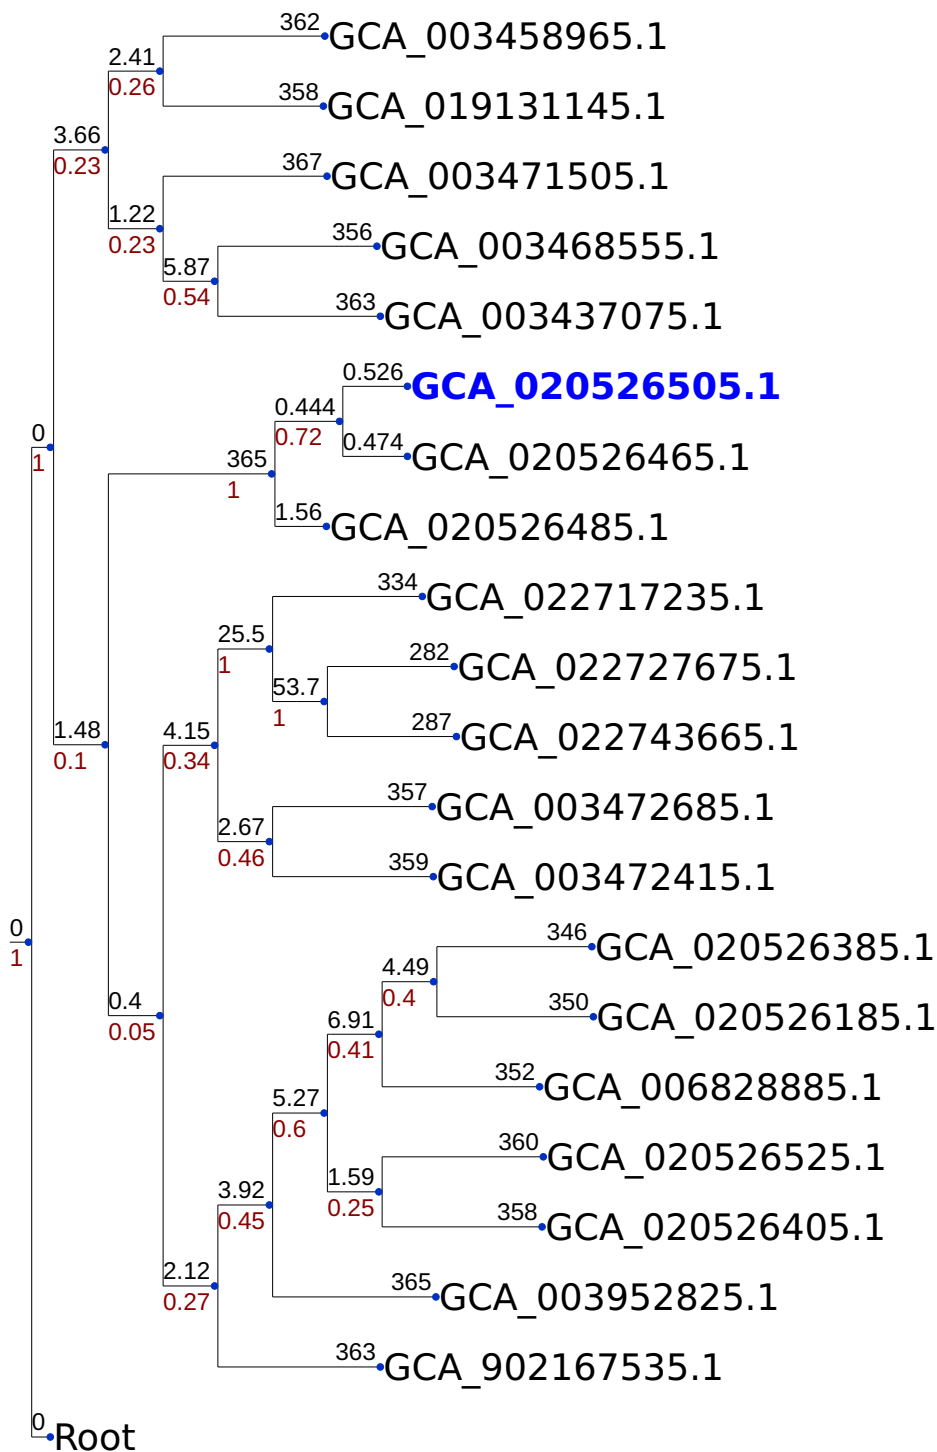 362
GCA_003458965.1
2.41
0.26
358
GCA_019131145.1
3.66
0.23
367
GCA_003471505.1
1.22
0.23
356
GCA_003468555.1
5.87
0.54
363
GCA_003437075.1
0.526
GCA_020526505.1
0.444
0.72
0
1
0.474
GCA_020526465.1
365
1
1.56
GCA_020526485.1
334
GCA_022717235.1
25.5
1
282
GCA_022727675.1
53.7
1
1.48
0.1
4.15
0.34
287
GCA_022743665.1
357
GCA_003472685.1
2.67
0.46
359
GCA_003472415.1
0
1
346
GCA_020526385.1
4.49
0.4
0.4
0.05
350
GCA_020526185.1
6.91
0.41
352
GCA_006828885.1
5.27
0.6
360
GCA_020526525.1
1.59
0.25
3.92
0.45
358
GCA_020526405.1
2.12
0.27
365
GCA_003952825.1
363
GCA_902167535.1
0
Root